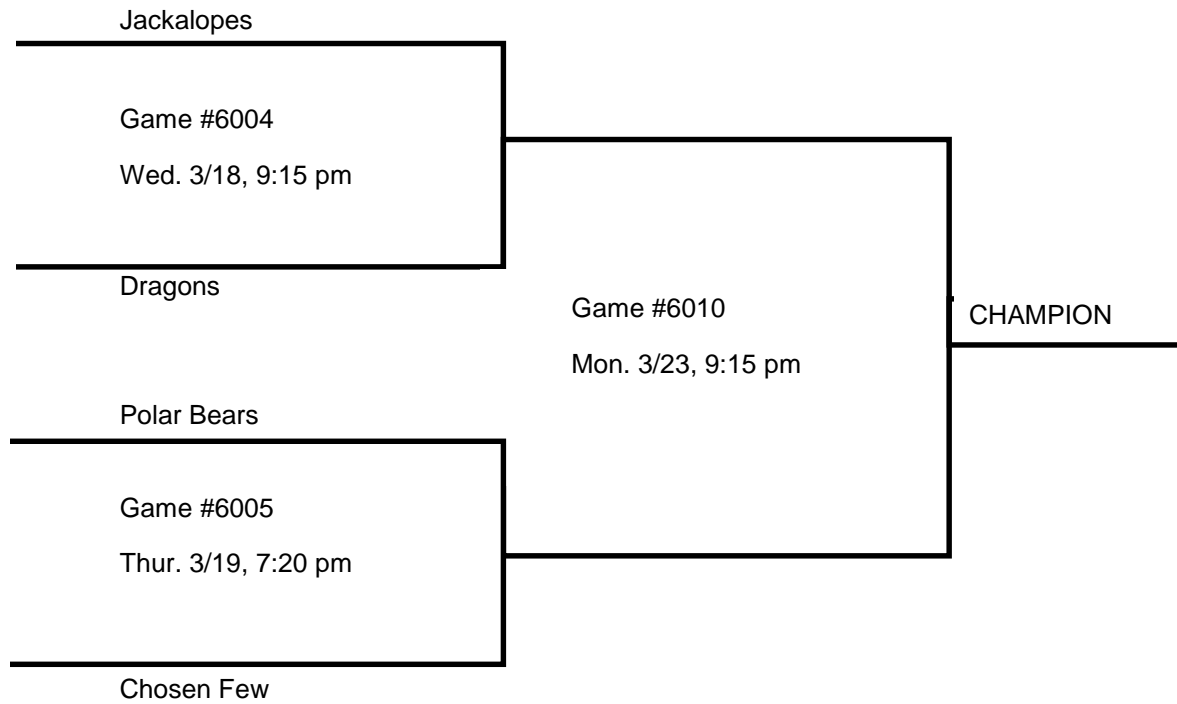 Jackalopes
Game #6004
Wed. 3/18, 9:15 pm
Dragons
Game #6010
Mon. 3/23, 9:15 pm
CHAMPION
Polar Bears
Game #6005
Thur. 3/19, 7:20 pm
Chosen Few